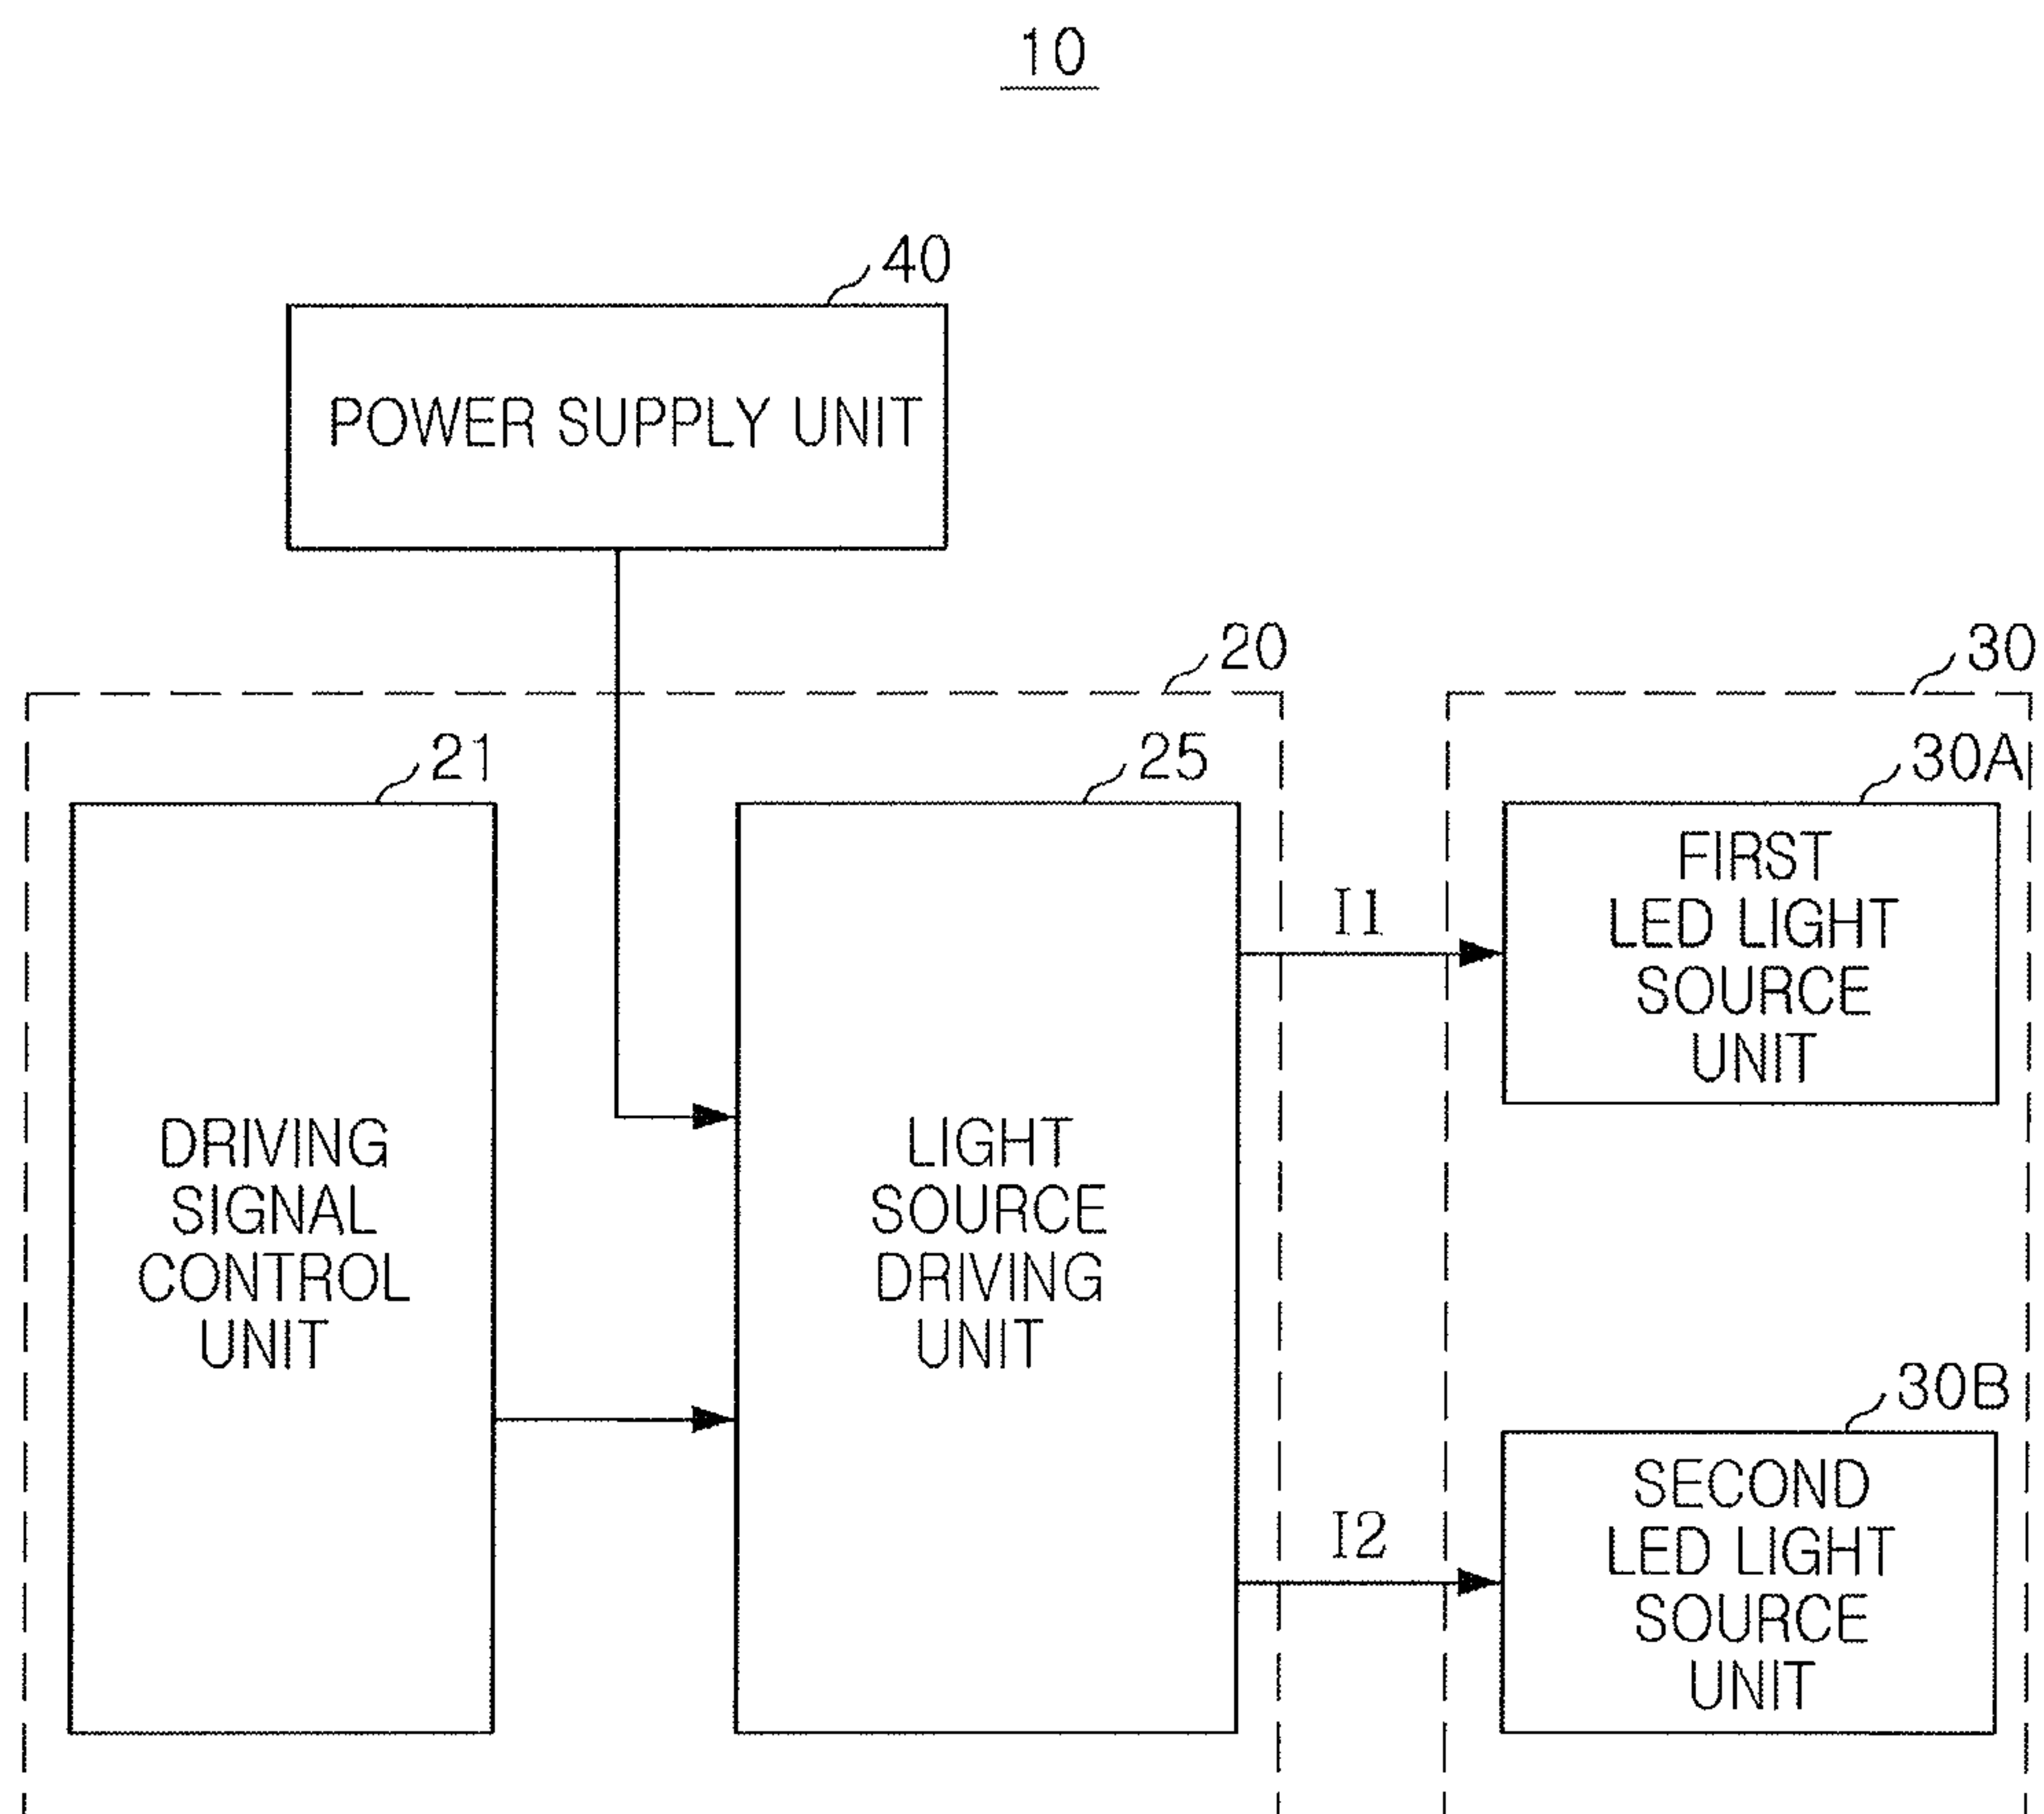 10
40
POWER SUPPLY UNIT
20
30
21
25
30A
DRIVING
SIGNAL
CONTROL
UNIT
LIGHT
SOURCE
DRIVING
UNIT
I1
FIRST
LED LIGHT
SOURCE
UNIT
30B
I2
SECOND
LED LIGHT
SOURCE
UNIT